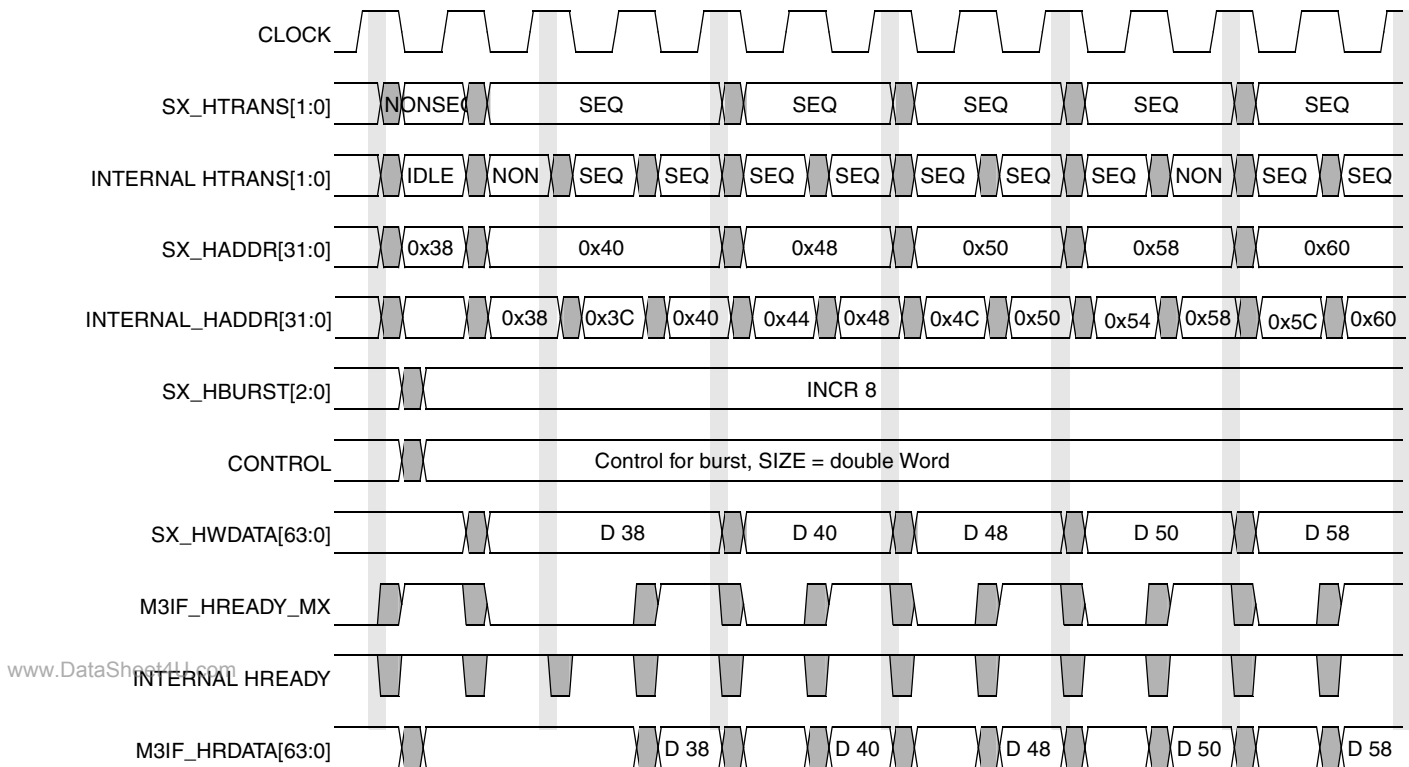 CLOCK
SX_HTRANS[1:0] NONSEQ SEQ SEQ SEQ SEQ SEQ
INTERNAL HTRANS[1:0] IDLE NON SEQ SEQ SEQ SEQ SEQ SEQ SEQ NON SEQ SEQ
SX_HADDR[31:0] 0x38 0x40 0x48 0x50 0x58 0x60
INTERNAL_HADDR[31:0] 0x38 0x3C 0x40 0x44 0x48 0x4C 0x50 0x54 0x58 0x5C 0x60
SX_HBURST[2:0] INCR 8
CONTROL Control for burst, SIZE = double Word
SX_HWDATA[63:0] D 38 D 40 D 48 D 50 D 58
M3IF_HREADY_MX
www.DataSheet4U.com
INTERNAL HREADY
M3IF_HRDATA[63:0] D 38 D 40 D 48 D 50 D 58